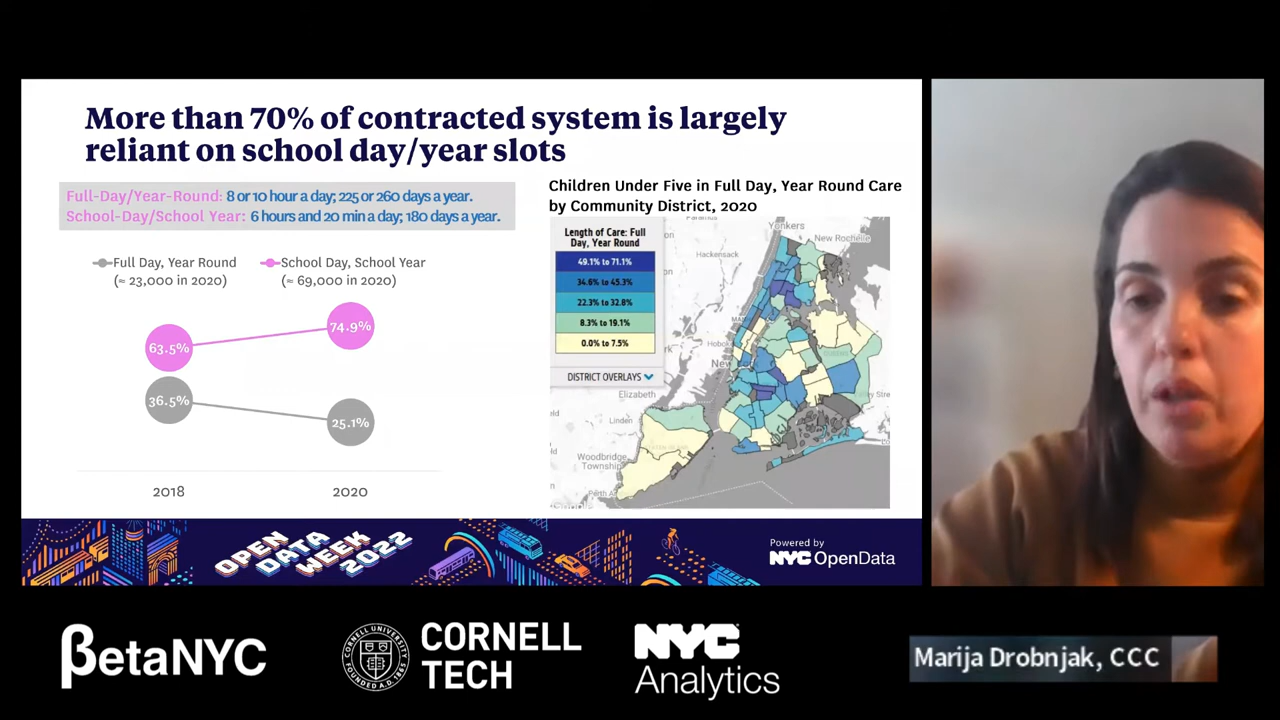 More than 70% of contracted system is largely
reliant on school day/year slots
Full-Day/Year-Round: 8 or 10 hour a day; 225 or 260 days a year.
School-Day/School Year: 6 hours and 20 min a day; 180 days a year.
Full Day, Year Round
(≈ 23,000 in 2020)
School Day, School Year
(≈ 69,000 in 2020)
63.5%
74.9%
36.5%
25.1%
2018
2020
Children Under Five in Full Day, Year Round Care
by Community District, 2020
Length of Care: Full
Day, Year Round
49.1% to 71.1%
34.6% to 45.3%
22.3% to 32.8%
8.3% to 19.1%
0.0% to 7.5%
DISTRICT OVERLAYS
Yonkers
New Rochelle
Hackensack
Elizabeth
Linden
Woodbridge
Township
OPEN
DATA
WEEK
2022
Powered by
NYC OpenData
βetaNYC
CORNELL UNIVERSITY
FOUNDED A.D. 1865
CORNELL
TECH
NYC
Analytics
Marija Drobnjak, CCC